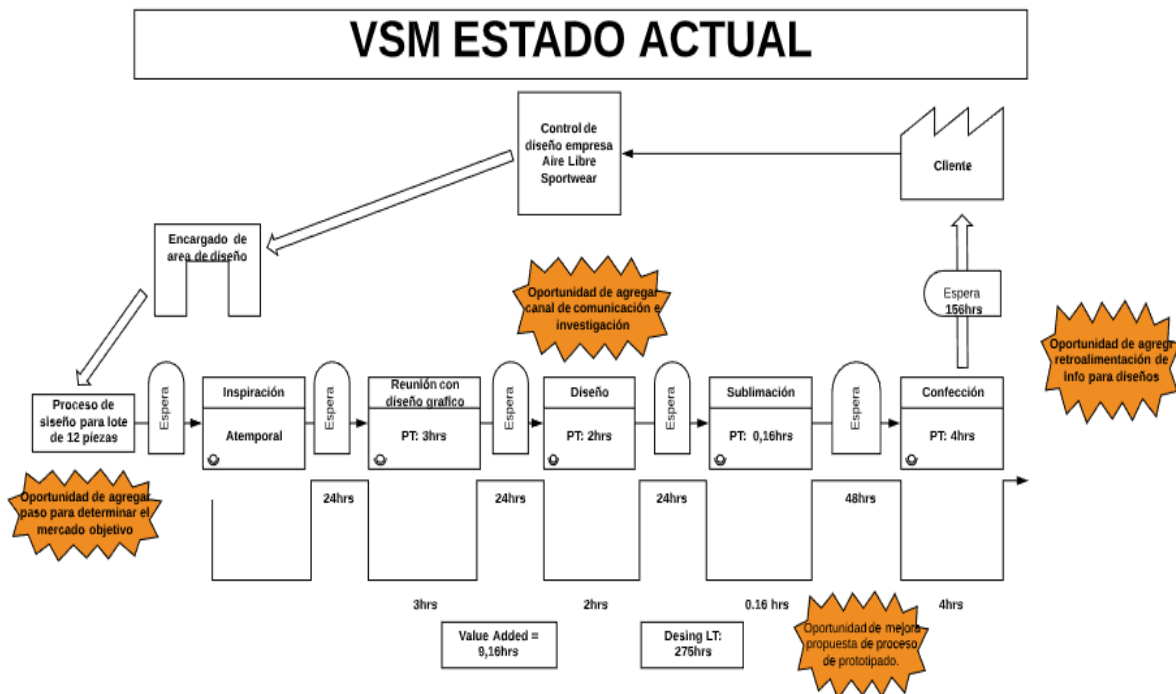 VSM ESTADO ACTUAL
Control de
diseño empresa
Aire Libre
Sportwear
Cliente
Encargado de
area de diseño
Oportunidad de agregar
canal de comunicación e
investigación
Espera
156hrs
Oportunidad de agregr
retroalimentación de
info para diseños
Proceso de
siseño para lote
de 12 piezas
Espera
Inspiración
Atemporal
Espera
Reunión con
diseño grafico
PT: 3hrs
Espera
Diseño
PT: 2hrs
Espera
Sublimación
PT: 0,16hrs
Espera
Confección
PT: 4hrs
Oportunidad de agregar
paso para determinar el
mercado objetivo
24hrs
24hrs
24hrs
48hrs
3hrs
2hrs
0.16 hrs
4hrs
Value Added =
9,16hrs
Desing LT:
275hrs
Oportunidad de mejora
propuesta de proceso
de prototipado.